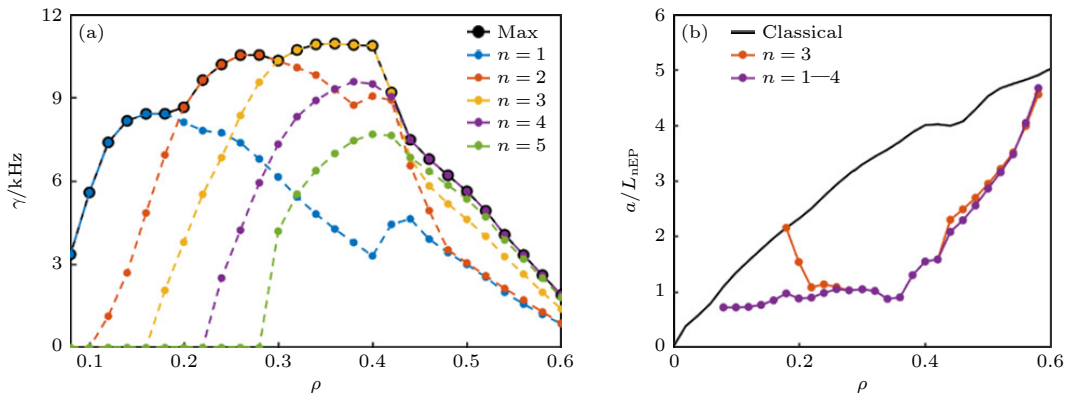 (a)
Max
n = 1
n = 2
n = 3
n = 4
n = 5
12
9
6
3
0
γ/kHz
0.1
0.2
0.3
0.4
0.5
0.6
ρ
(b)
Classical
n = 3
n = 1—4
6
5
4
3
2
1
0
a/LnEP
0
0.2
0.4
0.6
ρ